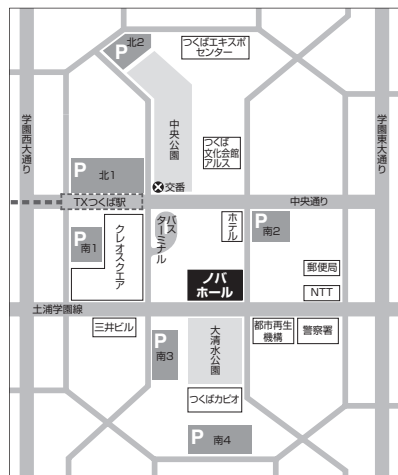 P
北2
つくばエキスポ
センター
学園西大通り
中央公園
つくば
文化会館
アルス
学園東大通り
P
北1
交番
TXつくば駅
中央通り
P
南1
クレオスクエア
バス
ターミナル
ホテル
P
南2
ノバ
ホール
郵便局
NTT
土浦学園線
三井ビル
P
南3
大清水公園
都市再生
機構
警察署
つくばカピオ
P
南4